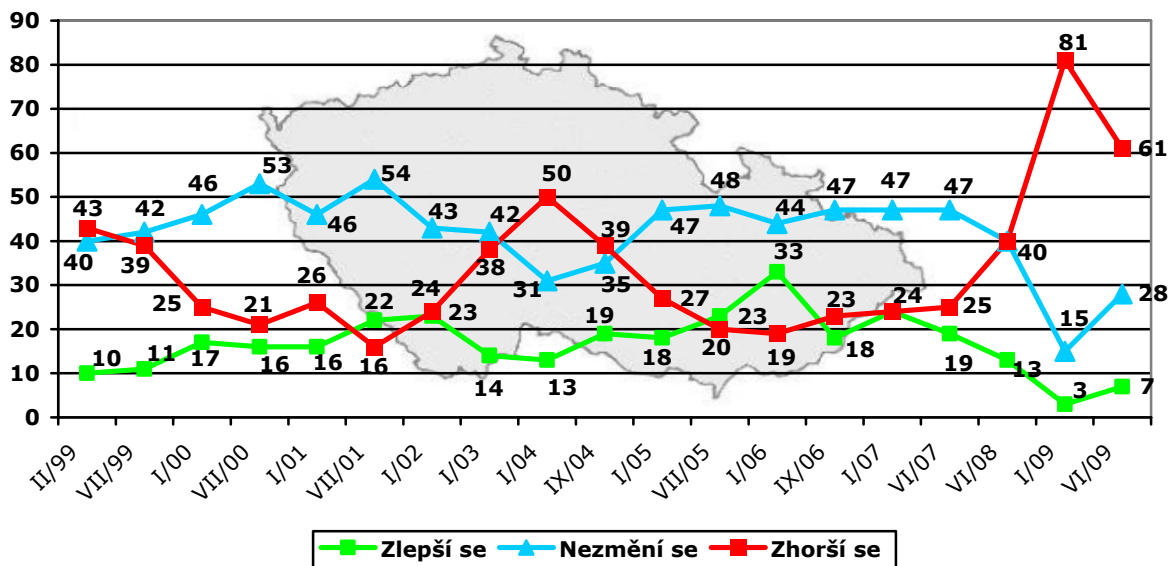 90
80
70
60
50
40
30
20
10
0
43 42 46 53 46 54 43 42 50 39 47 48 44 47 47 47 40 81 61
40 39 25 21 26 22 24 38 31 35 27 23 33 23 24 25 15 28
10 11 17 16 16 16 23 14 13 19 18 20 19 18 19 13 3 7
II/99 VII/99 I/00 VII/00 I/01 VII/01 I/02 I/03 I/04 IX/04 I/05 VII/05 I/06 IX/06 I/07 VI/07 VI/08 I/09 VI/09
Zlepší se Nezmění se Zhorší se